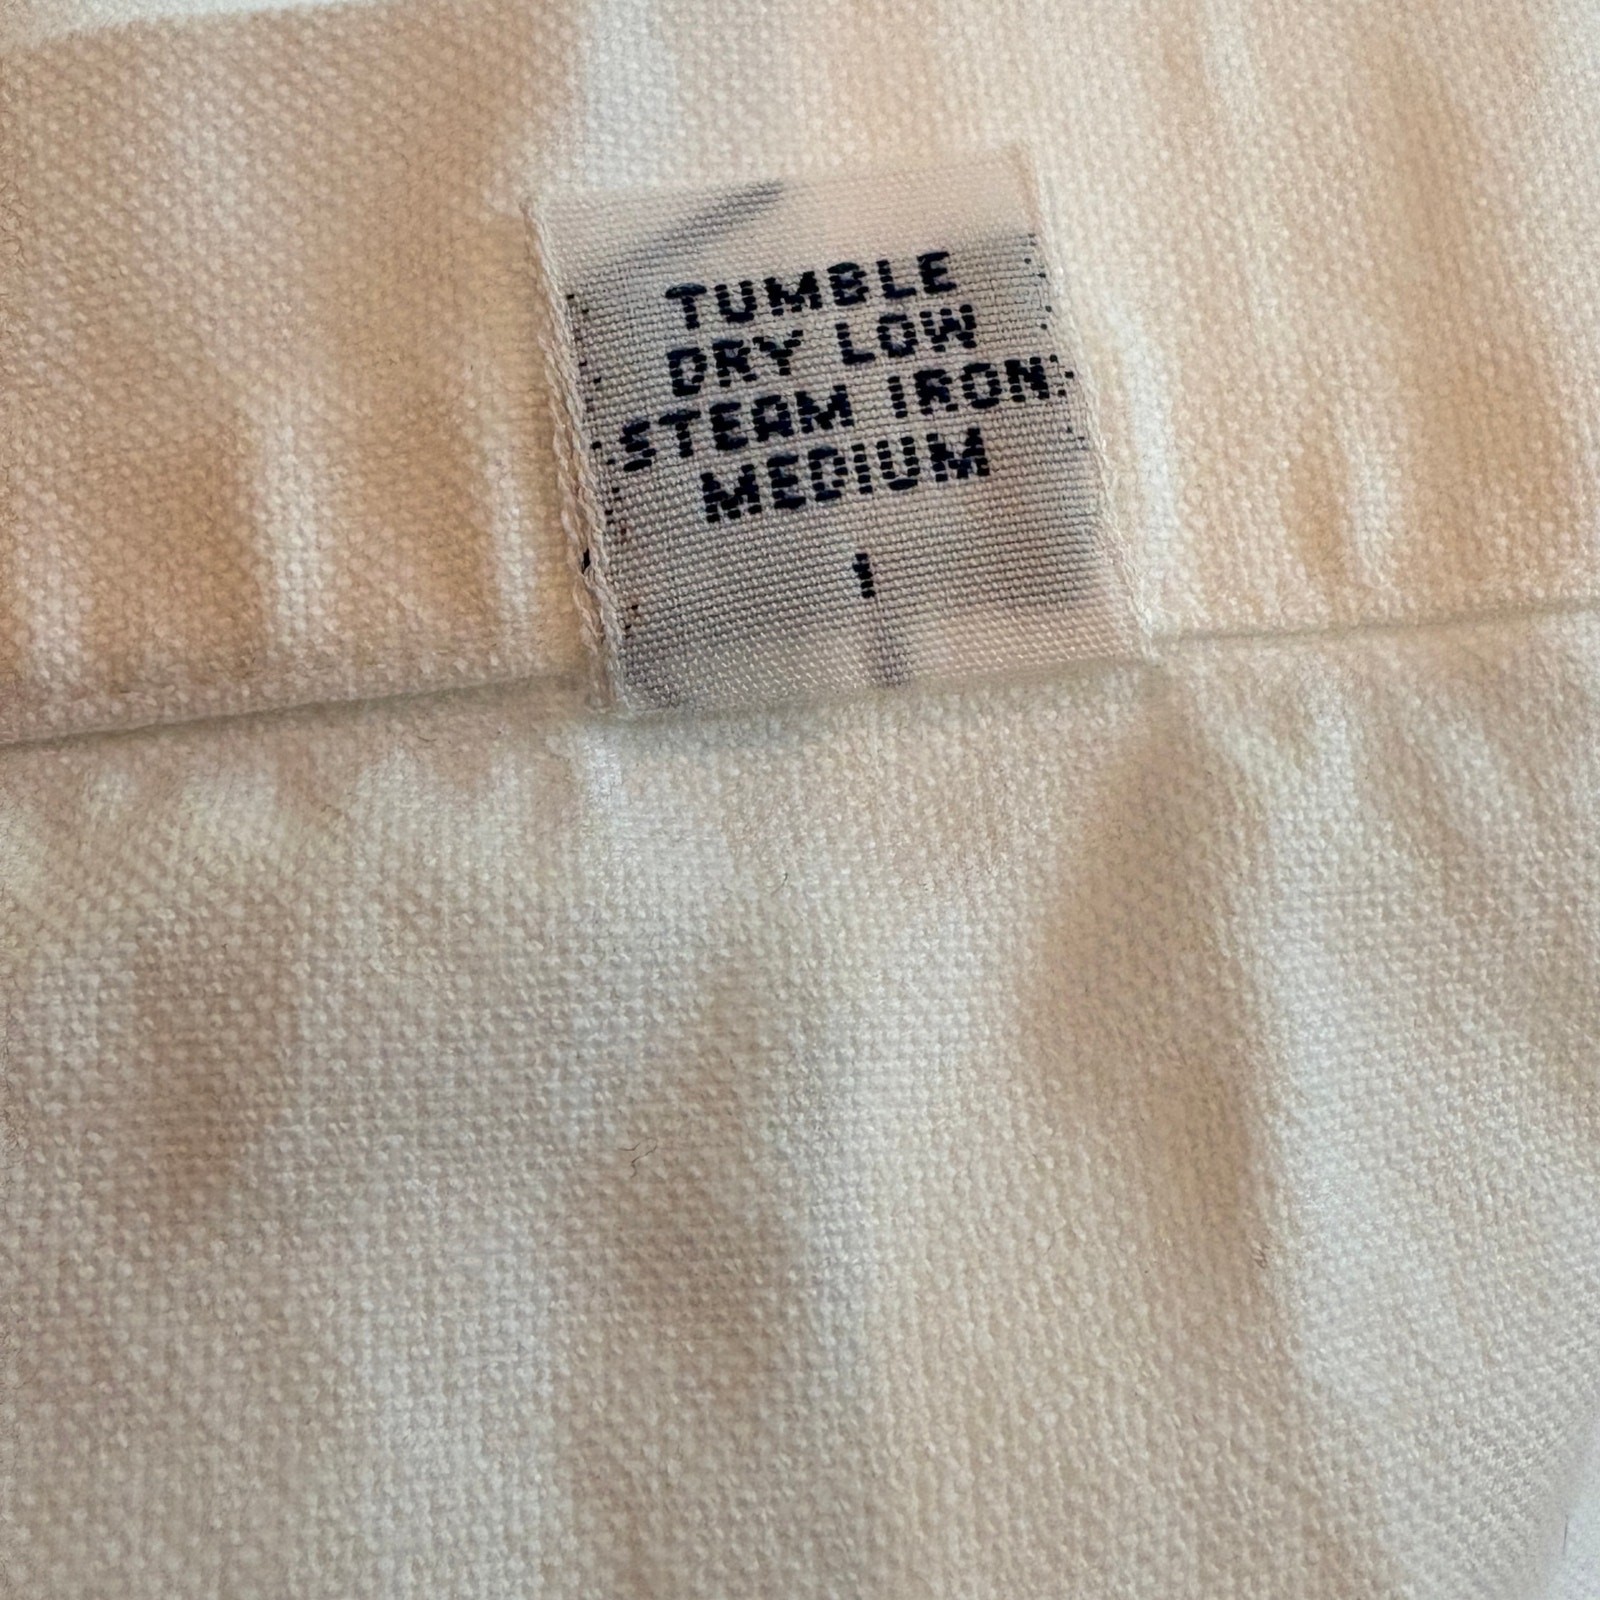 TUMBLE
DRY LOW
STEAM IRON
MEDIUM
1